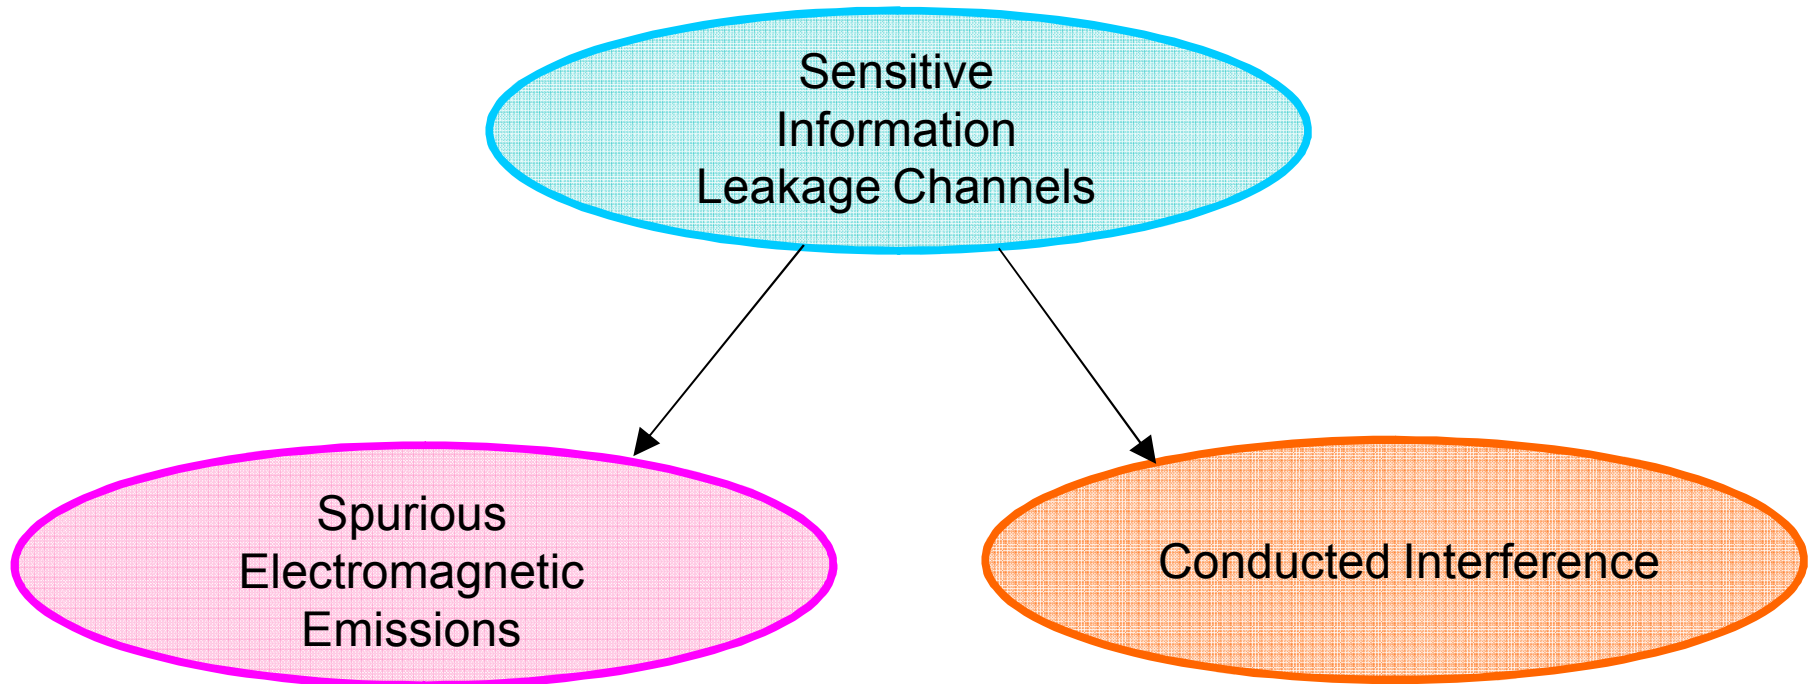 Sensitive
Information
Leakage Channels
Spurious
Electromagnetic
Emissions
Conducted Interference